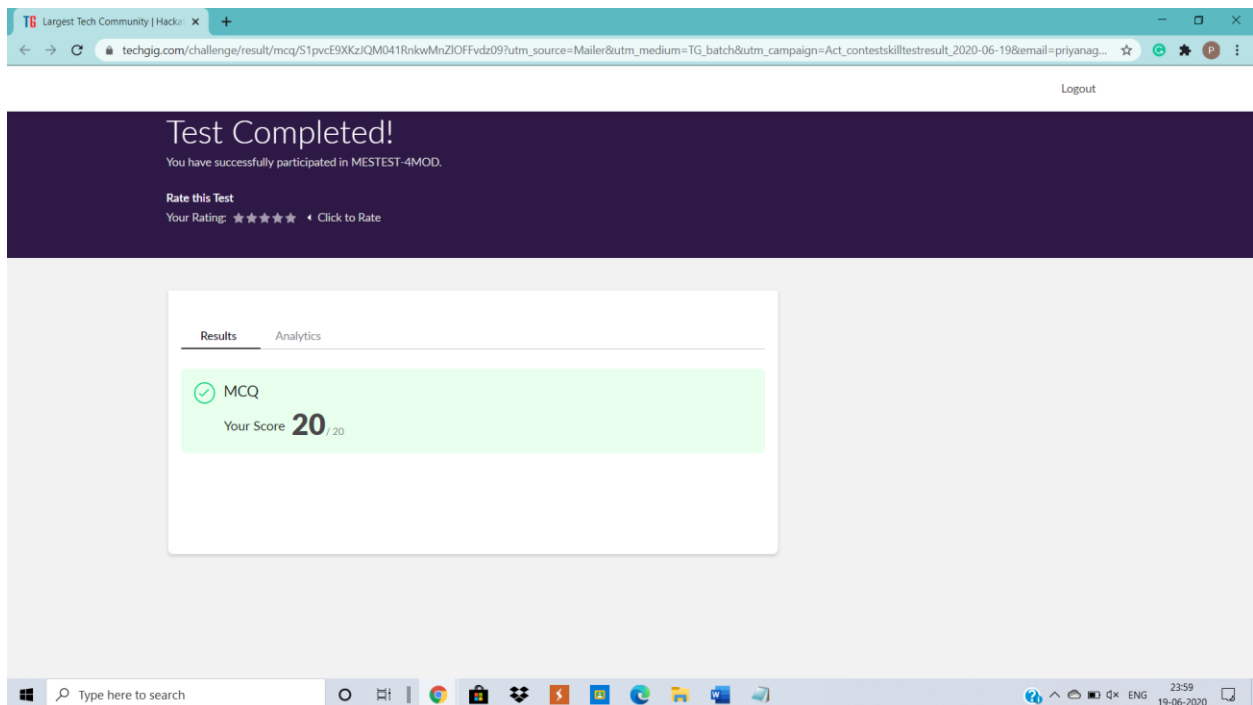 TG Largest Tech Community | Hacka
techgig.com/challenge/result/mcq/S1pvcE9XKzJQM041RnkwMnZlOFFvdz09?utm_source=Mailer&utm_medium=TG_batch&utm_campaign=Act_contestskilltestresult_2020-06-19&email=priyanag... P
Logout
Test Completed!
You have successfully participated in MESTEST-4MOD.
Rate this Test
Your Rating: Click to Rate
Results Analytics
MCQ
Your Score 20 / 20
Type here to search ENG 23:59
19-06-2020